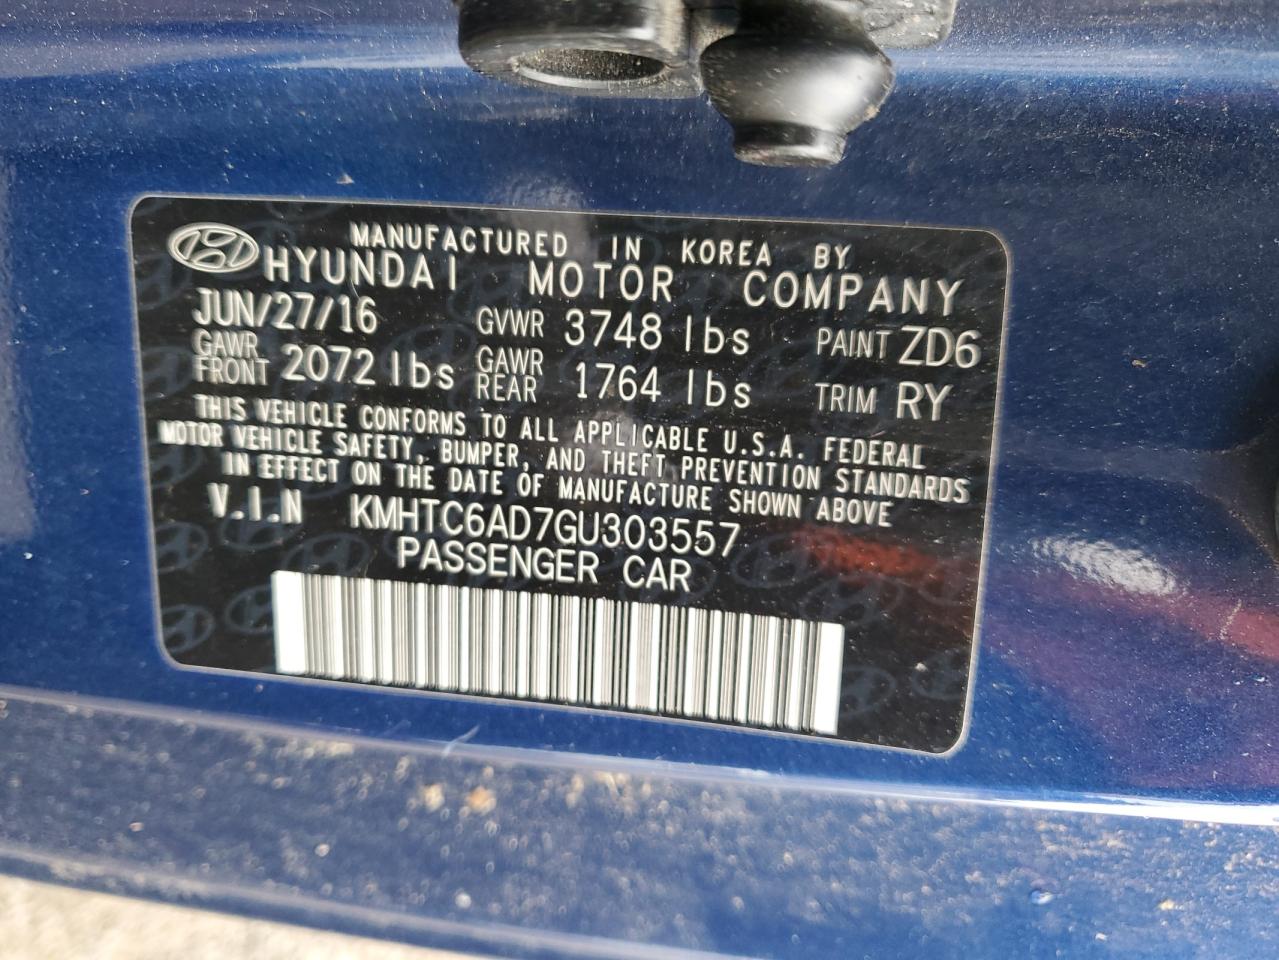 MANUFACTURED IN KOREA BY
HYUNDAI MOTOR COMPANY
JUN/27/16 GVWR 3748 lbs PAINT ZD6
GAWR FRONT 2072 lbs GAWR REAR 1764 lbs TRIM RY
THIS VEHICLE CONFORMS TO ALL APPLICABLE U.S.A. FEDERAL
MOTOR VEHICLE SAFETY, BUMPER, AND THEFT PREVENTION STANDARDS
IN EFFECT ON THE DATE OF MANUFACTURE SHOWN ABOVE
V.I.N KMHTC6AD7GU303557
PASSENGER CAR